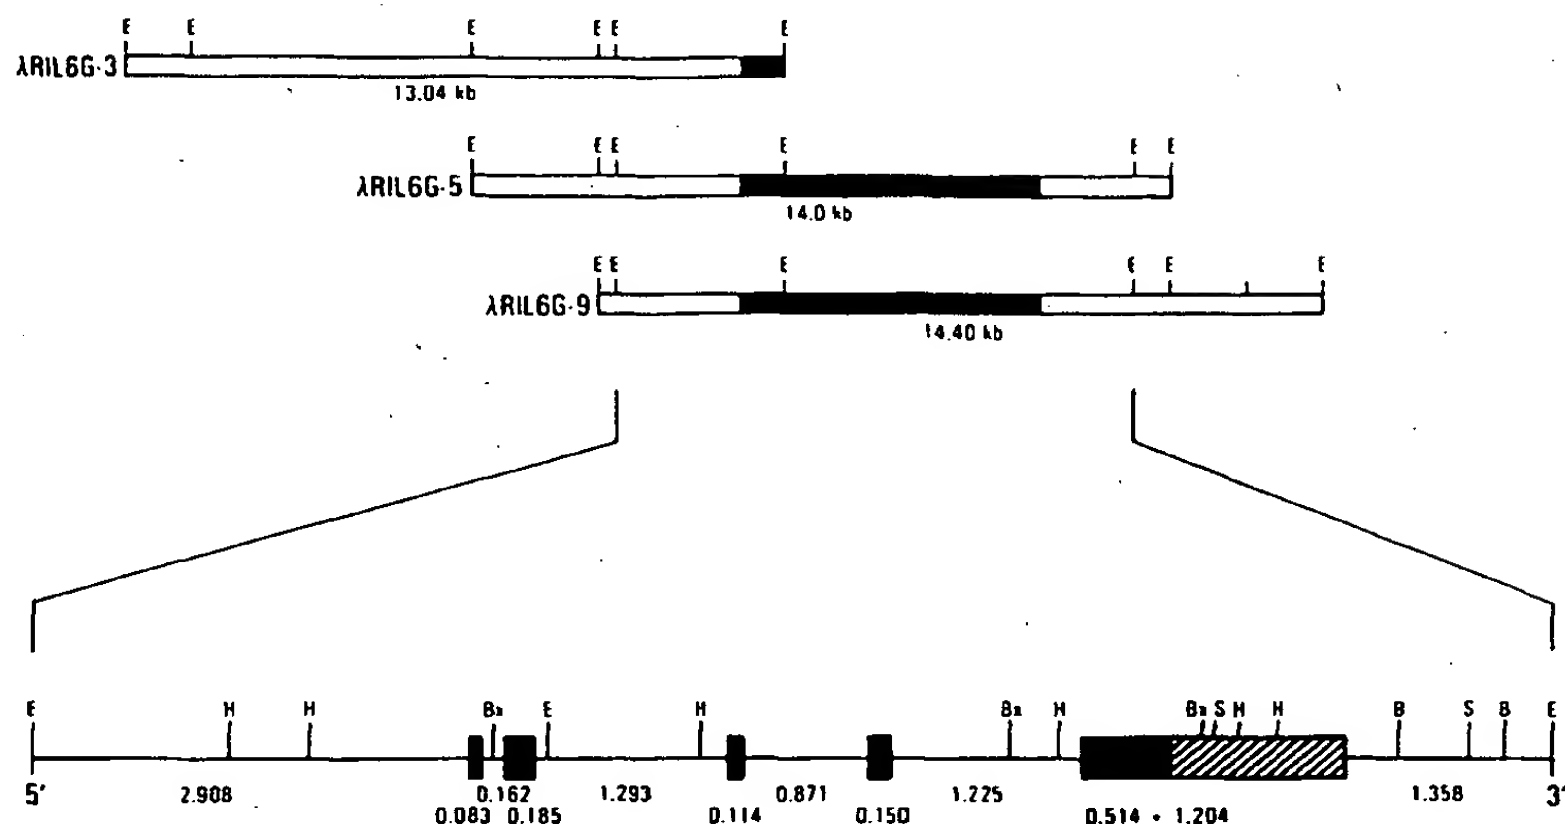 E E E E E E
λRIL6G-3
13.04 kb
E E E E E E
λRIL6G-5
14.0 kb
E E E E E E
λRIL6G-9
14.40 kb
E H H Ba E H Ba H Ba S H H B S B E
5' 2.908 0.162 1.293 0.871 1.225 1.358 3'
0.083 0.185 0.114 0.150 0.514 + 1.204